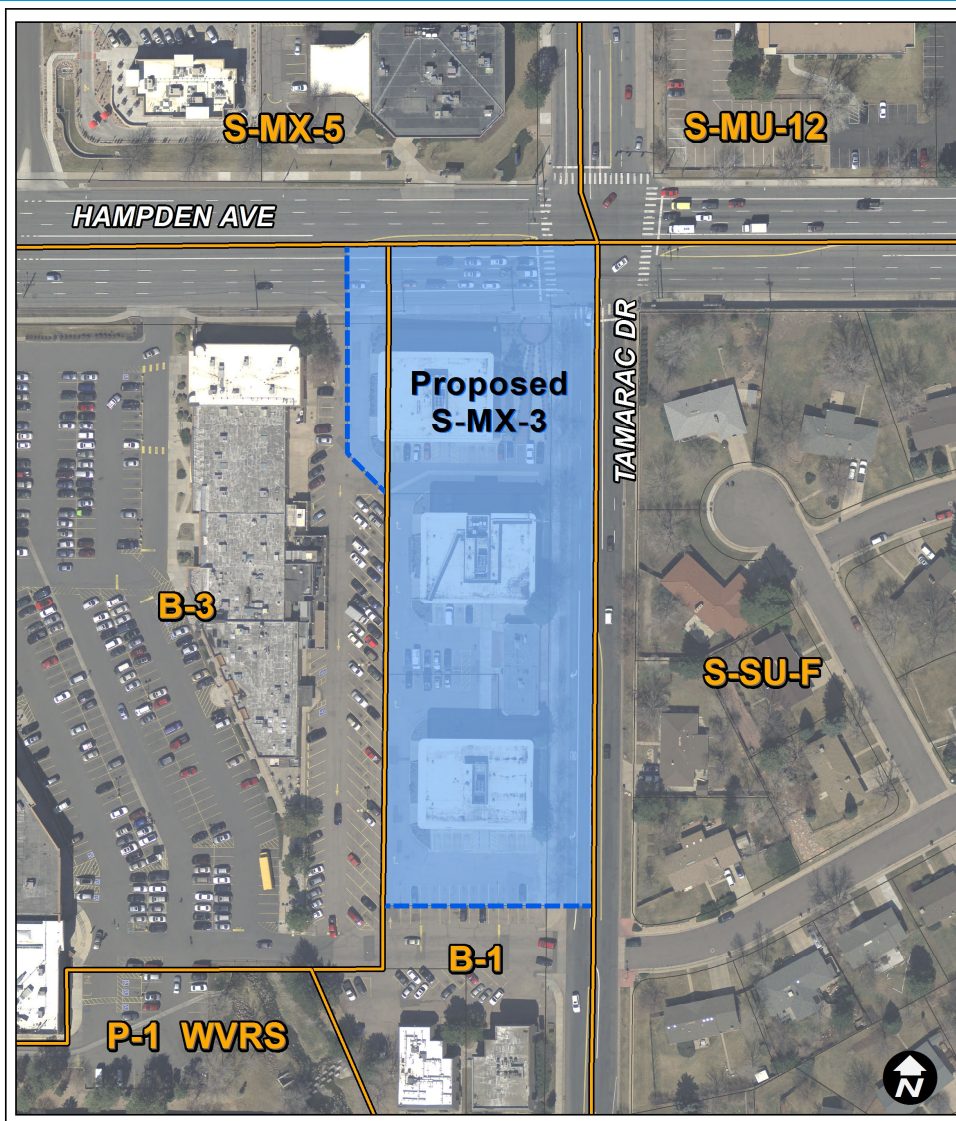 S-MX-5
S-MU-12
HAMPDEN AVE
Proposed
S-MX-3
TAMARAC DR
B-3
S-SU-F
B-1
P-1 WVRS
N